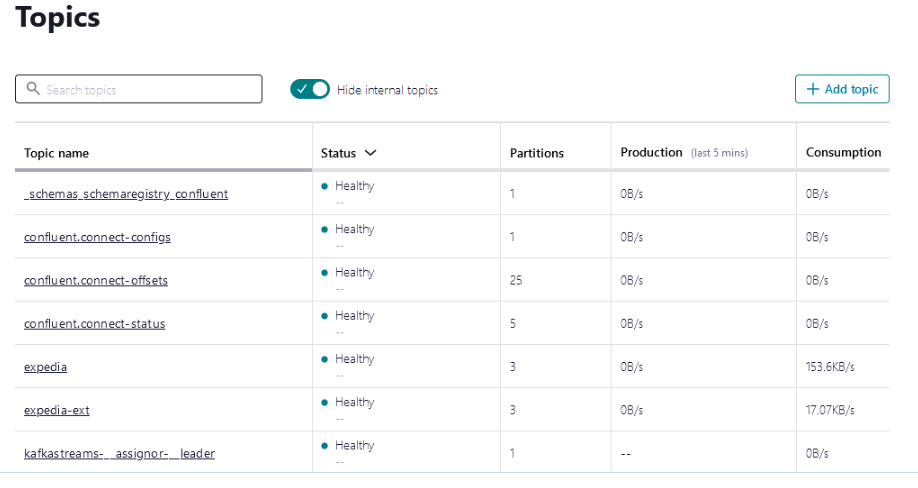 Topics
Search topics
Hide internal topics
Add topic
Topic name Status Partitions Production (last 5 mins) Consumption
_schemas_schemaregistry_confluent Healthy -- 1 0B/s 0B/s
confluent.connect-configs Healthy -- 1 0B/s 0B/s
confluent.connect-offsets Healthy -- 25 0B/s 0B/s
confluent.connect-status Healthy -- 5 0B/s 0B/s
expedia Healthy -- 3 0B/s 153.6KB/s
expedia-ext Healthy -- 3 0B/s 17.07KB/s
kafkastreams-__assignor-__leader Healthy -- 1 -- 0B/s